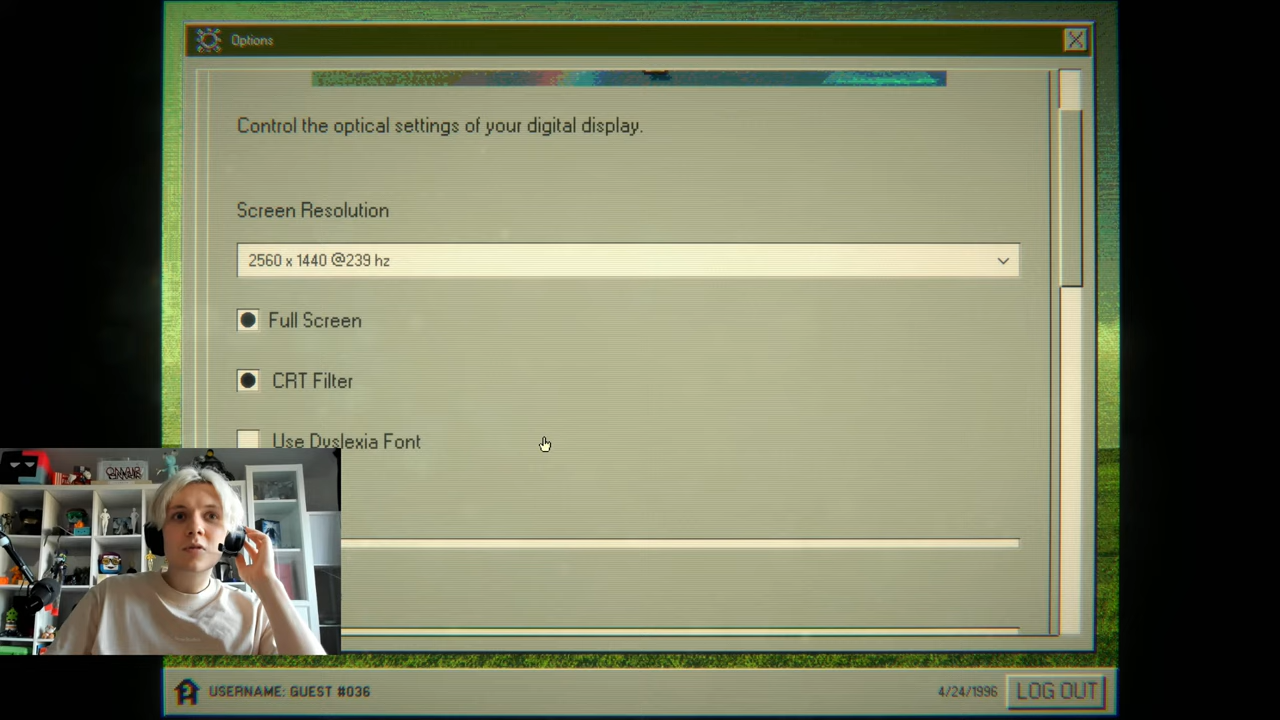 Options
Control the optical settings of your digital display.
Screen Resolution
2560 x 1440 @239 hz
Full Screen
CRT Filter
Use Dyslexia Font
USERNAME: GUEST #036
4/24/1996
LOG OUT